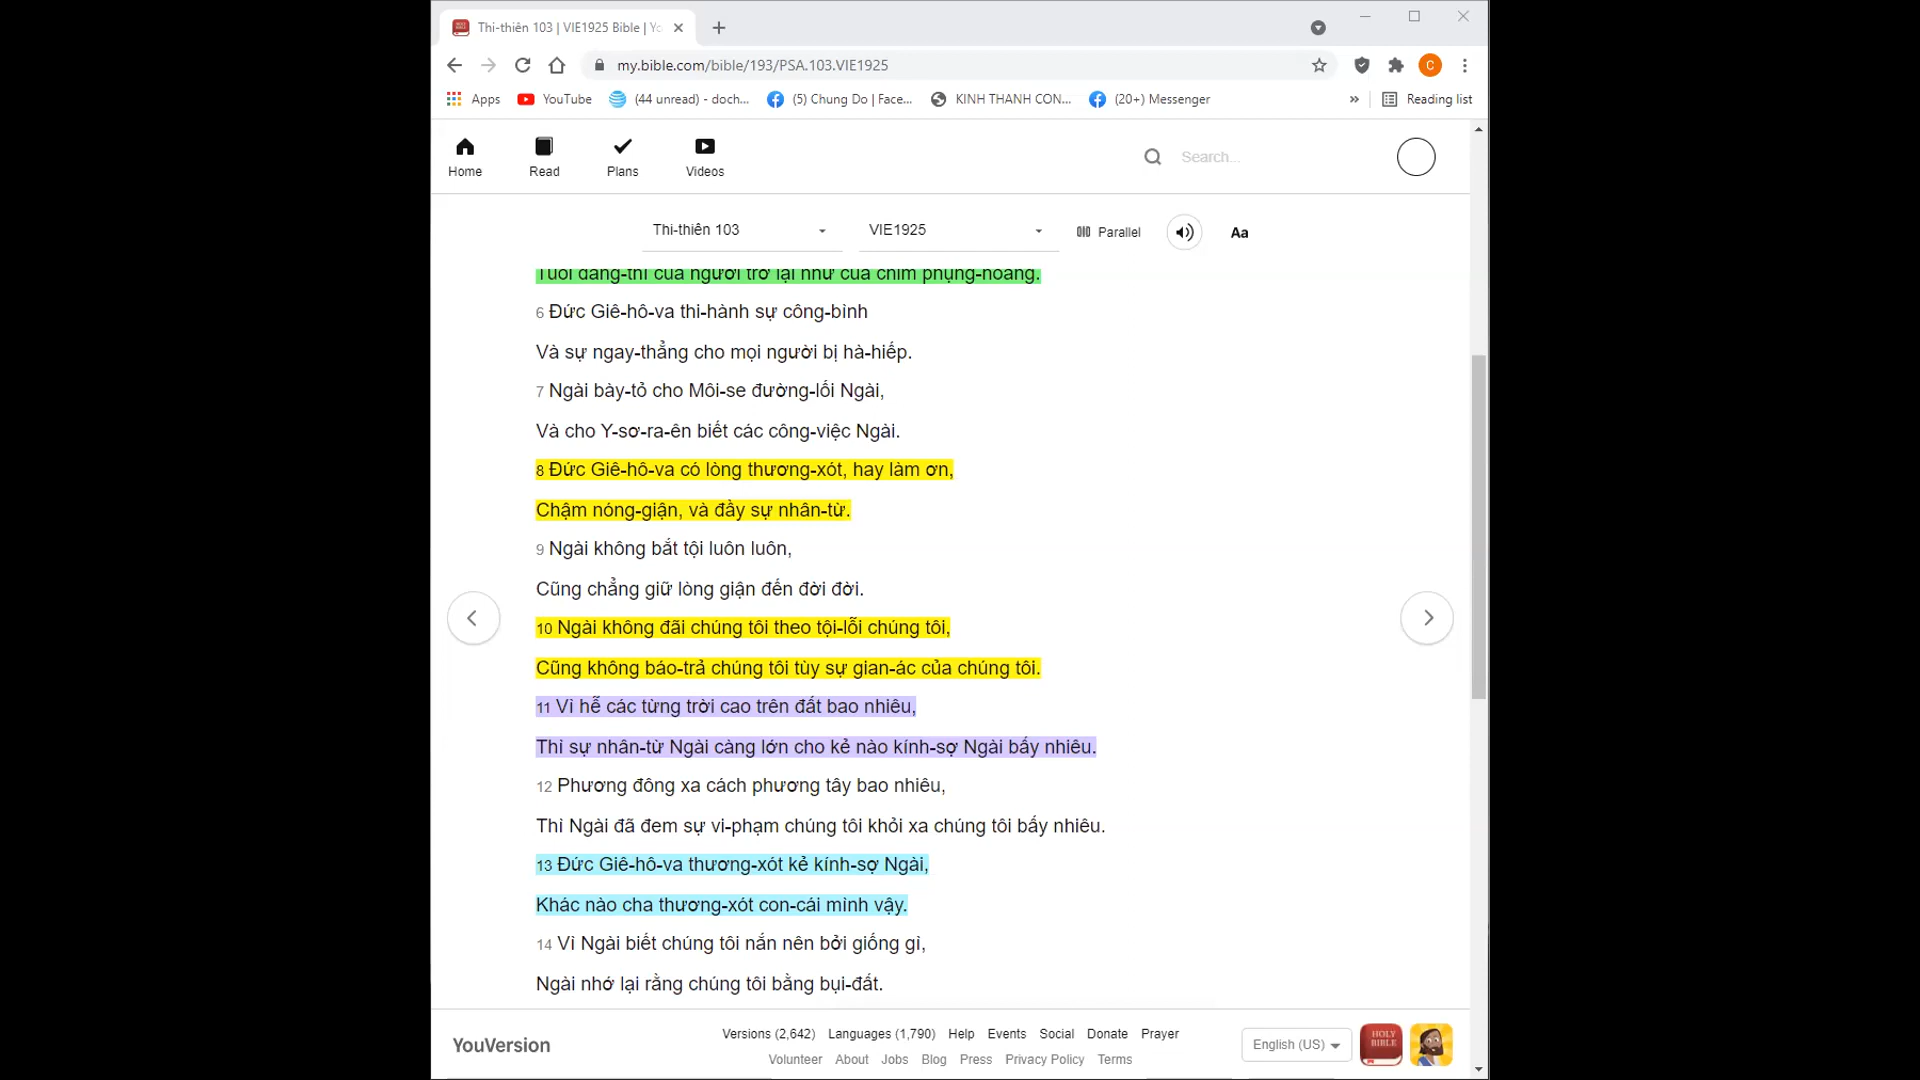 Thi-thiên 103 | VIE1925 Bible | Yo
my.bible.com/bible/193/PSA.103.VIE1925
C
Apps YouTube (44 unread) - doch... (5) Chung Do | Face... KINH THANH CON... (20+) Messenger » Reading list
Home Read Plans Videos Search...
Thi-thiên 103 VIE1925 Parallel Aa
Tuổi đang-thì của ngươi trở lại như của chim phụng-hoàng.
6 Đức Giê-hô-va thi-hành sự công-bình
Và sự ngay-thẳng cho mọi người bị hà-hiếp.
7 Ngài bày-tỏ cho Môi-se đường-lối Ngài,
Và cho Y-sơ-ra-ên biết các công-việc Ngài.
8 Đức Giê-hô-va có lòng thương-xót, hay làm ơn,
Chậm nóng-giận, và đầy sự nhân-từ.
9 Ngài không bắt tội luôn luôn,
Cũng chẳng giữ lòng giận đến đời đời.
10 Ngài không đãi chúng tôi theo tội-lỗi chúng tôi,
Cũng không báo-trả chúng tôi tùy sự gian-ác của chúng tôi.
11 Vì hễ các từng trời cao trên đất bao nhiêu,
Thì sự nhân-từ Ngài càng lớn cho kẻ nào kính-sợ Ngài bấy nhiêu.
12 Phương đông xa cách phương tây bao nhiêu,
Thì Ngài đã đem sự vi-phạm chúng tôi khỏi xa chúng tôi bấy nhiêu.
13 Đức Giê-hô-va thương-xót kẻ kính-sợ Ngài,
Khác nào cha thương-xót con-cái mình vậy.
14 Vì Ngài biết chúng tôi nắn nên bởi giống gì,
Ngài nhớ lại rằng chúng tôi bằng bụi-đất.
Versions (2,642) Languages (1,790) Help Events Social Donate Prayer
YouVersion
Volunteer About Jobs Blog Press Privacy Policy Terms
English (US)
HOLY
BIBLE